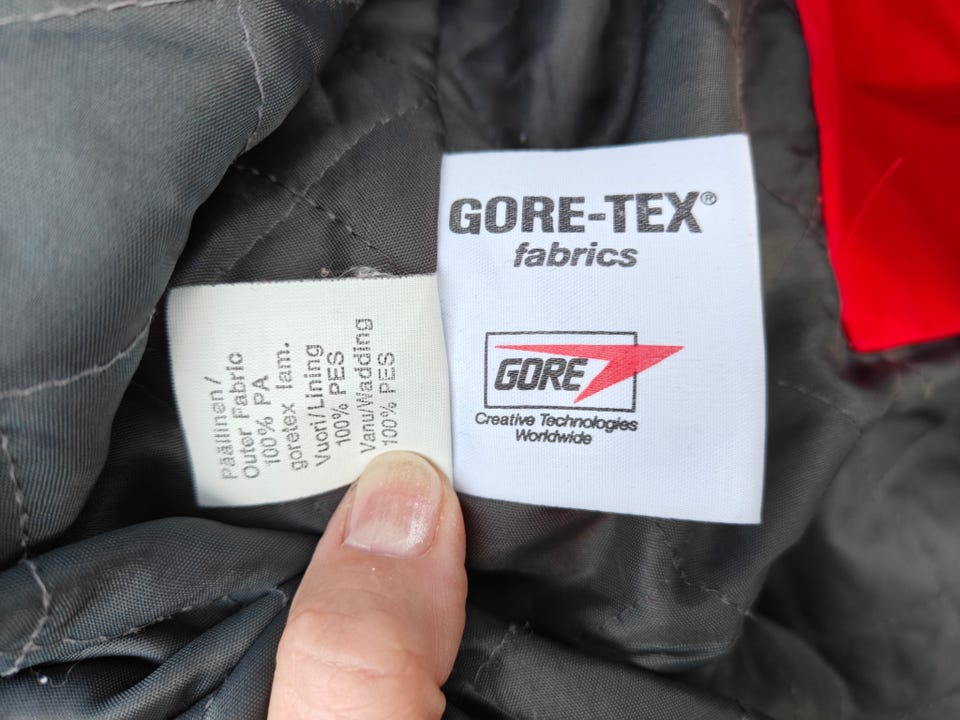 GORE-TEX®
fabrics
GORE
Creative Technologies
Worldwide
Päällinen/
Outer Fabric
100% PA
goretex lam.
Vuori/Lining
100% PES
Vanu/Wadding
100% PES